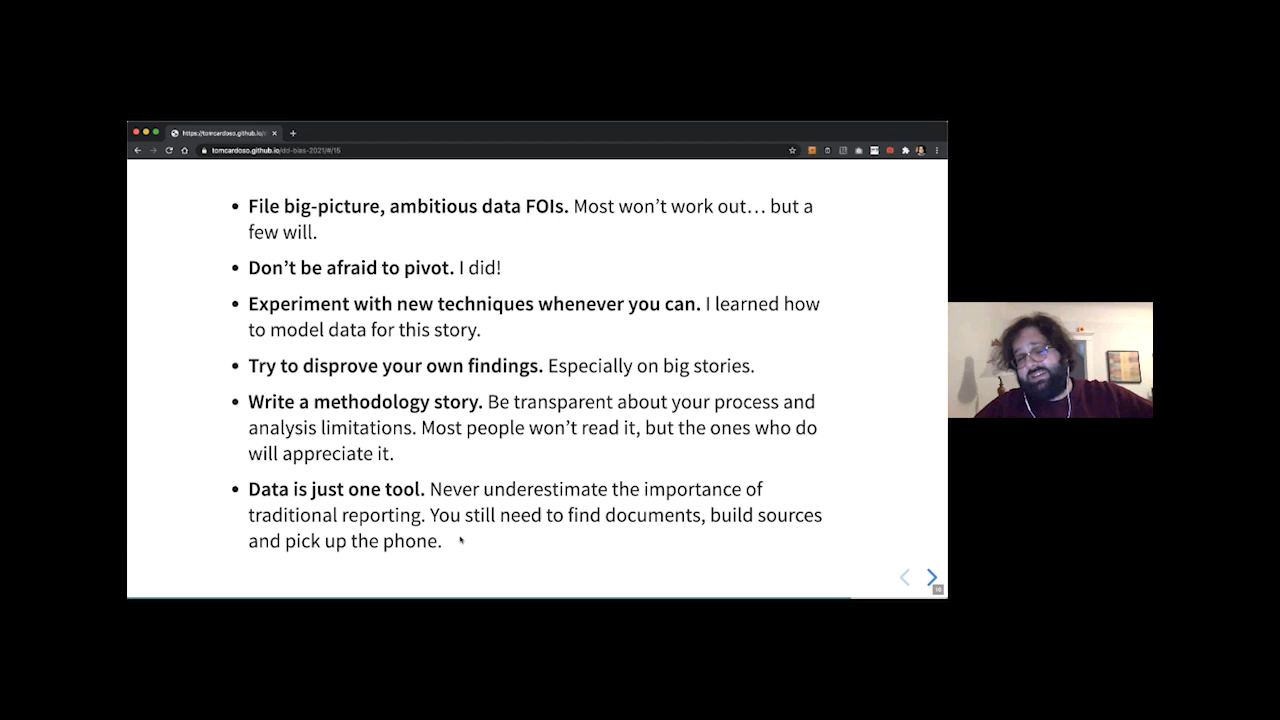 https://tomcardoso.github.io/
tomcardoso.github.io/dd-bias-2021/#/15
• File big-picture, ambitious data FOIs. Most won’t work out… but a
few will.
• Don’t be afraid to pivot. I did!
• Experiment with new techniques whenever you can. I learned how
to model data for this story.
• Try to disprove your own findings. Especially on big stories.
• Write a methodology story. Be transparent about your process and
analysis limitations. Most people won’t read it, but the ones who do
will appreciate it.
• Data is just one tool. Never underestimate the importance of
traditional reporting. You still need to find documents, build sources
and pick up the phone.